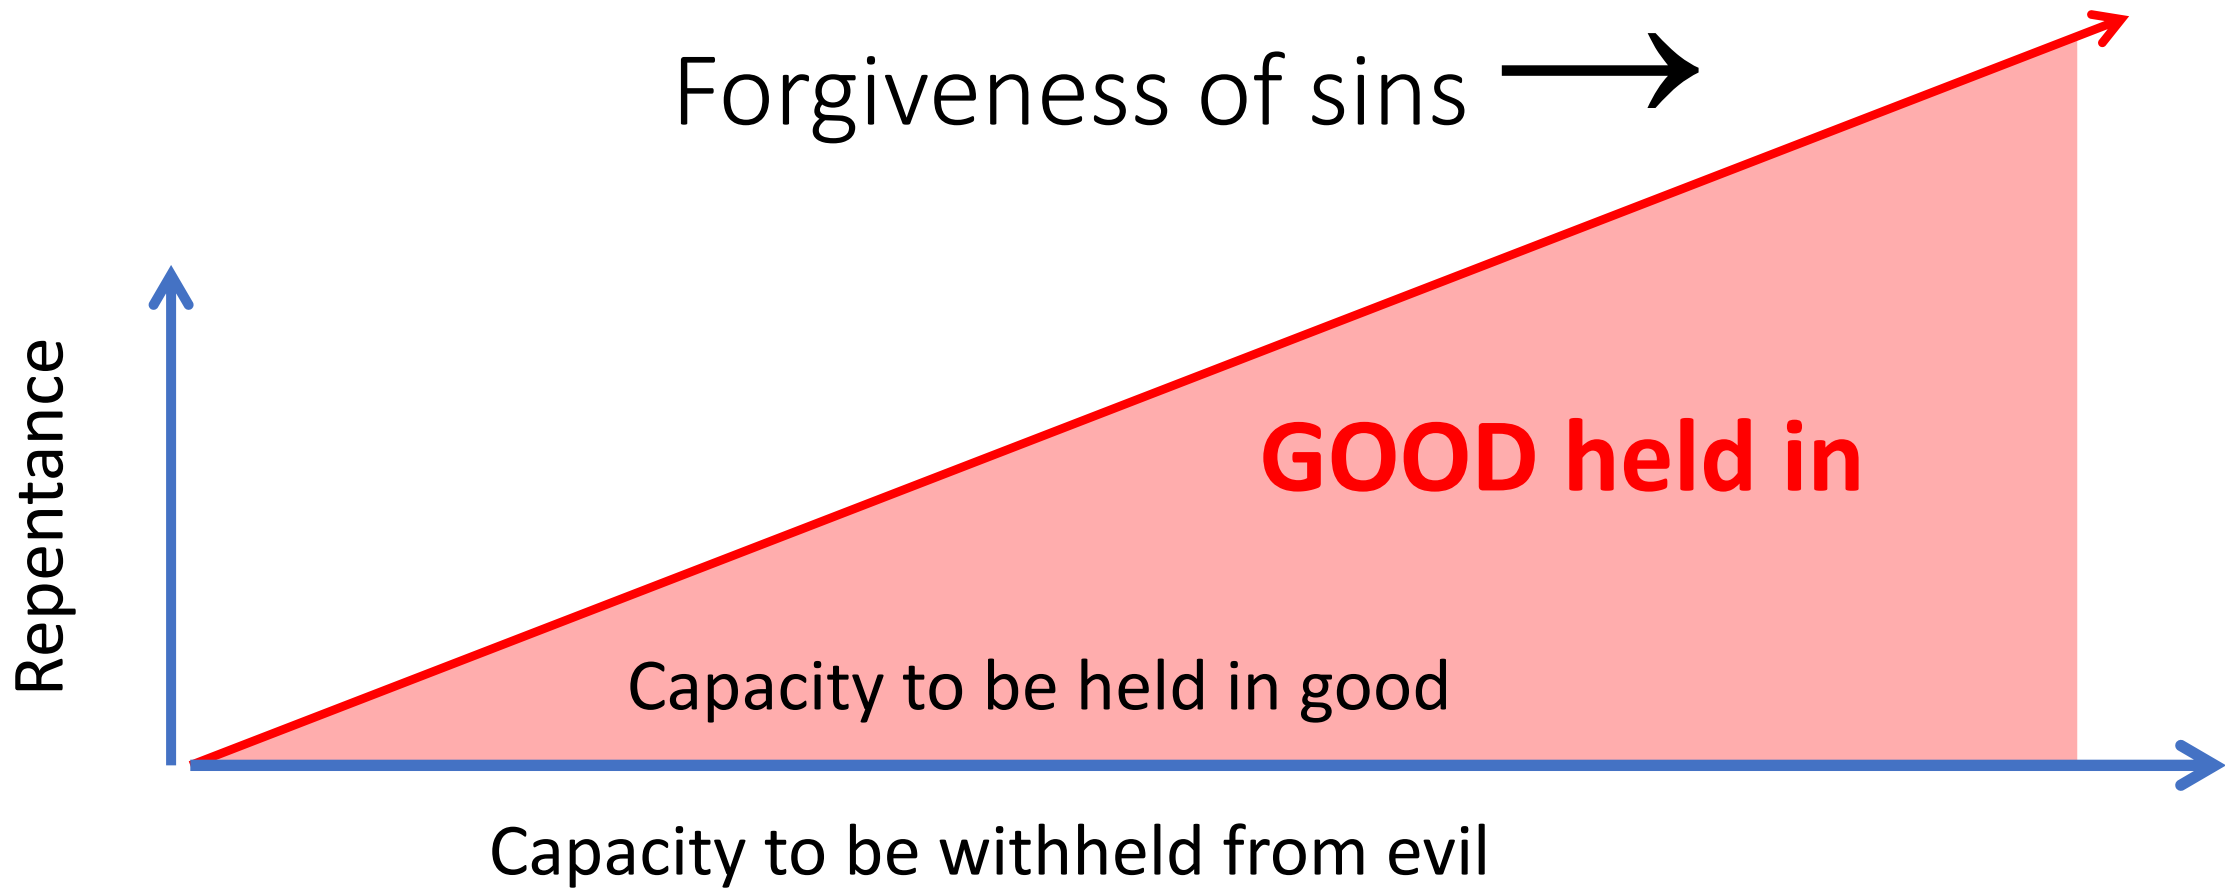 Forgiveness of sins →
Repentance
GOOD held in
Capacity to be held in good
Capacity to be withheld from evil